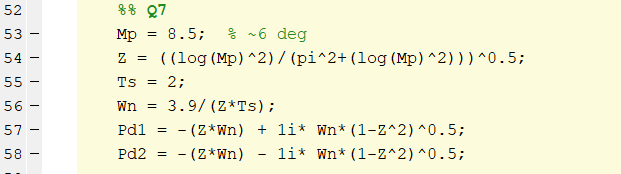 52 %% Q7
53 – Mp = 8.5; % ~6 deg
54 – Z = ((log(Mp)^2)/(pi^2+(log(Mp)^2)))^0.5;
55 – Ts = 2;
56 – Wn = 3.9/(Z*Ts);
57 – Pd1 = -(Z*Wn) + 1i* Wn*(1-Z^2)^0.5;
58 – Pd2 = -(Z*Wn) - 1i* Wn*(1-Z^2)^0.5;